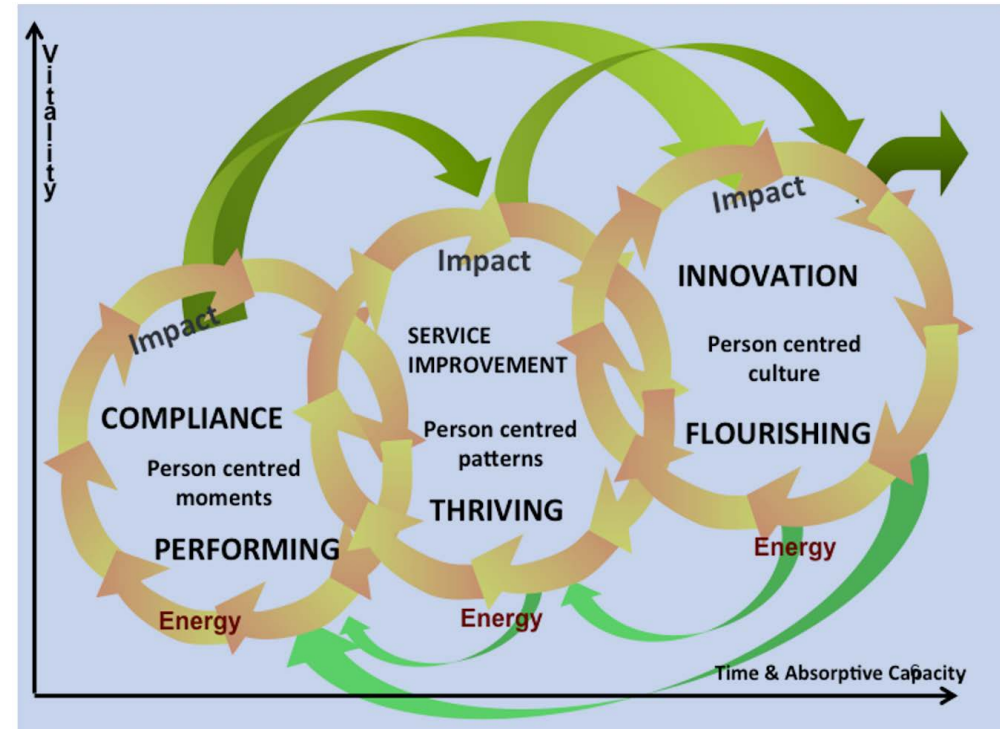 Vitality
Impact
INNOVATION
Person centred
culture
FLOURISHING
Energy
Impact
SERVICE
IMPROVEMENT
Person centred
patterns
THRIVING
Energy
Impact
COMPLIANCE
Person centred
moments
PERFORMING
Energy
Time & Absorptive Capacity
6